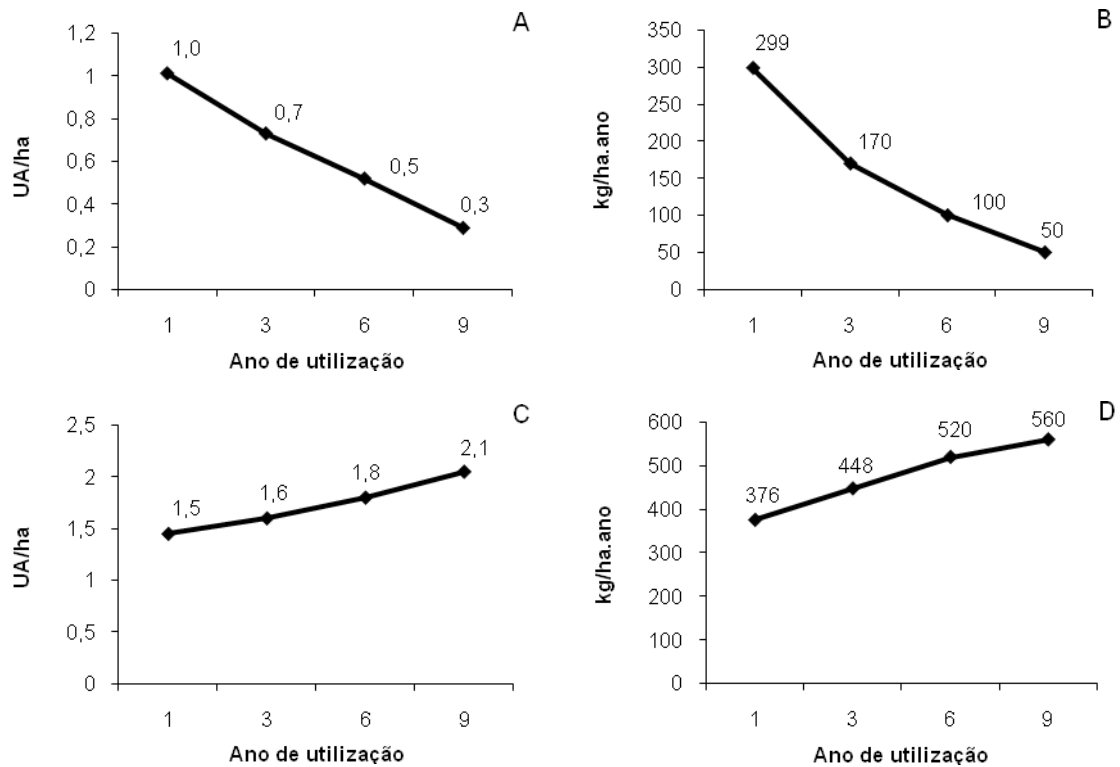 A
1,2
1
0,8
0,6
0,4
0,2
0
UA/ha
1,0
0,7
0,5
0,3
1 3 6 9
Ano de utilização
B
350
300
250
200
150
100
50
0
kg/ha.ano
299
170
100
50
1 3 6 9
Ano de utilização
C
2,5
2
1,5
1
0,5
0
UA/ha
1,5
1,6
1,8
2,1
1 3 6 9
Ano de utilização
D
600
500
400
300
200
100
0
kg/ha.ano
376
448
520
560
1 3 6 9
Ano de utilização